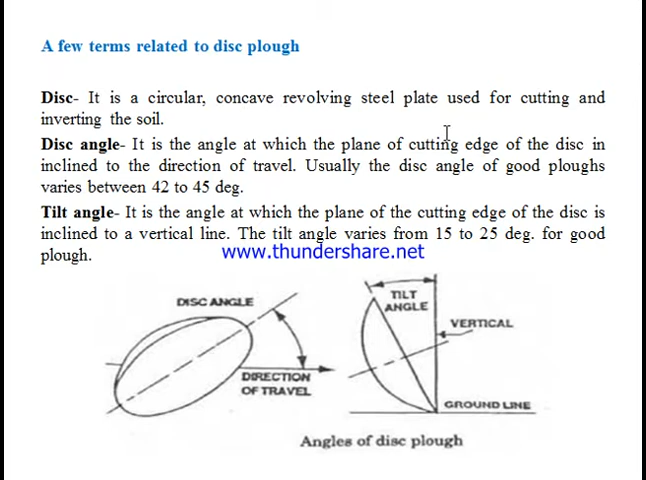 A few terms related to disc plough
Disc- It is a circular, concave revolving steel plate used for cutting and
inverting the soil.
Disc angle- It is the angle at which the plane of cutting edge of the disc in
inclined to the direction of travel. Usually the disc angle of good ploughs
varies between 42 to 45 deg.
Tilt angle- It is the angle at which the plane of the cutting edge of the disc is
inclined to a vertical line. The tilt angle varies from 15 to 25 deg. for good
plough.
www.thundershare.net
DISC ANGLE
DIRECTION
OF TRAVEL
TILT
ANGLE
VERTICAL
GROUND LINE
Angles of disc plough